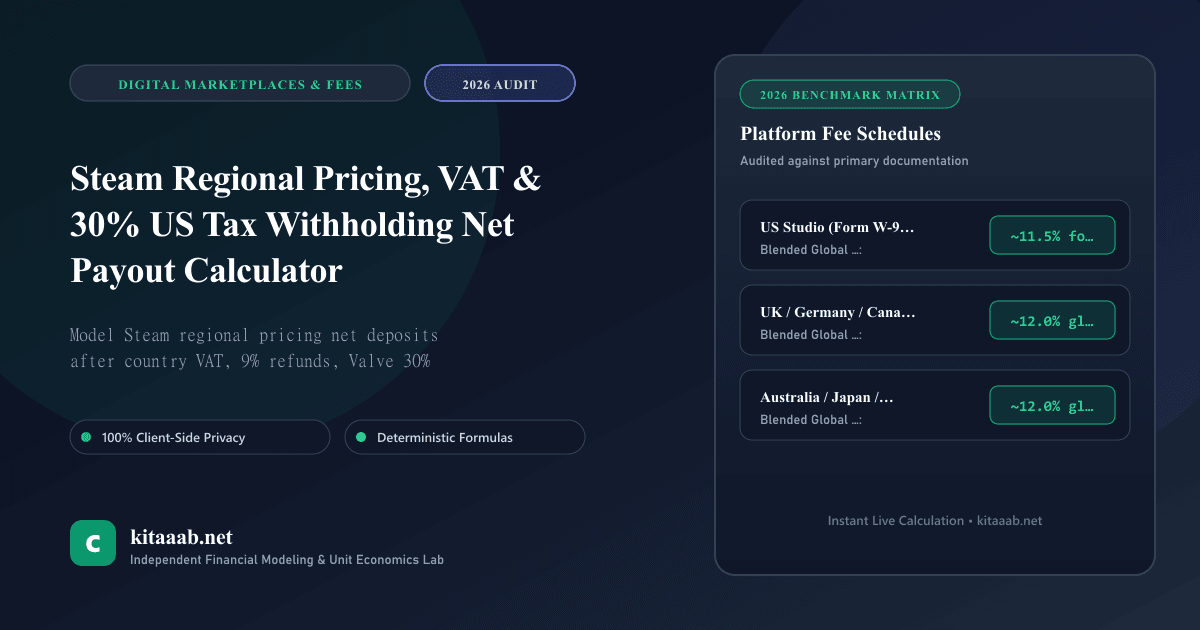 DIGITAL MARKETPLACES & FEES
2026 AUDIT
Steam Regional Pricing, VAT &
30% US Tax Withholding Net
Payout Calculator
Model Steam regional pricing net deposits
after country VAT, 9% refunds, Valve 30%
100% Client-Side Privacy
Deterministic Formulas
C
kitaaab.net
Independent Financial Modeling & Unit Economics Lab
2026 BENCHMARK MATRIX
Platform Fee Schedules
Audited against primary documentation
US Studio (Form W-9…
Blended Global …:
~11.5% fo…
UK / Germany / Cana…
Blended Global …:
~12.0% gl…
Australia / Japan /…
Blended Global …:
~12.0% gl…
Instant Live Calculation • kitaaab.net